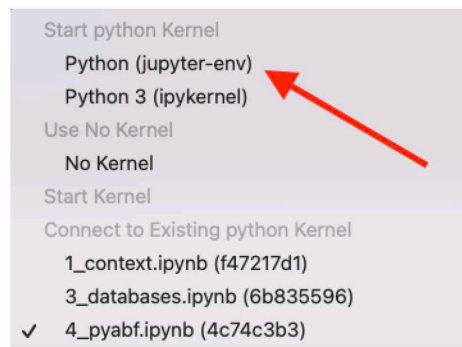 Start python Kernel
Python (jupyter-env)
Python 3 (ipykernel)
Use No Kernel
No Kernel
Start Kernel
Connect to Existing python Kernel
1_context.ipynb (f47217d1)
3_databases.ipynb (6b835596)
✓ 4_pyabf.ipynb (4c74c3b3)